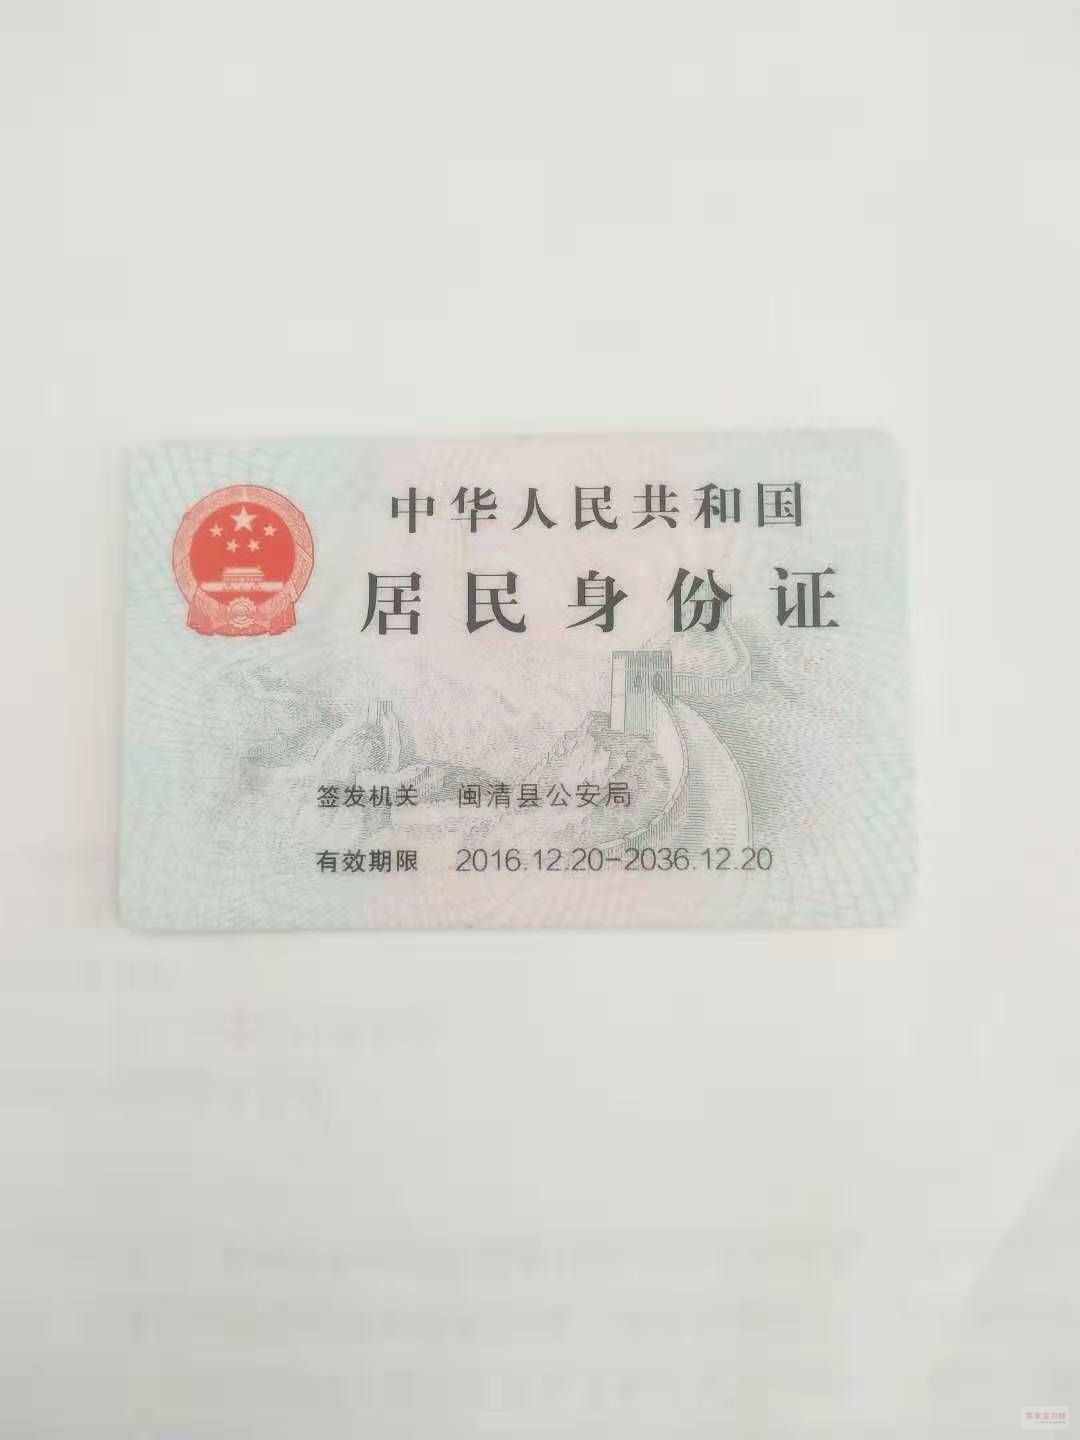 中华人民共和国
居民身份证
签发机关 闽清县公安局
有效期限 2016.12.20-2036.12.20